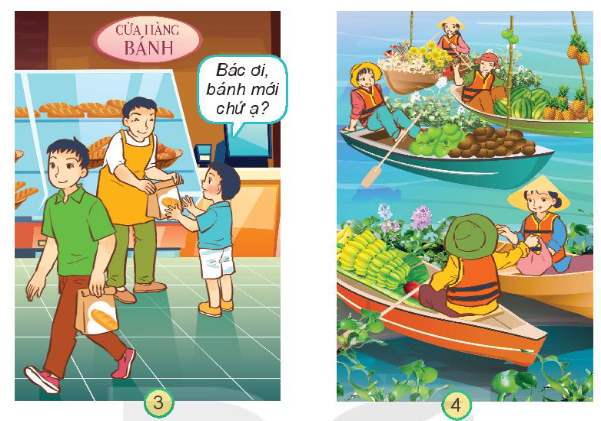 CỬA HÀNG
BÁNH
Bác ơi,
bánh mới
chứ ạ?
3
4